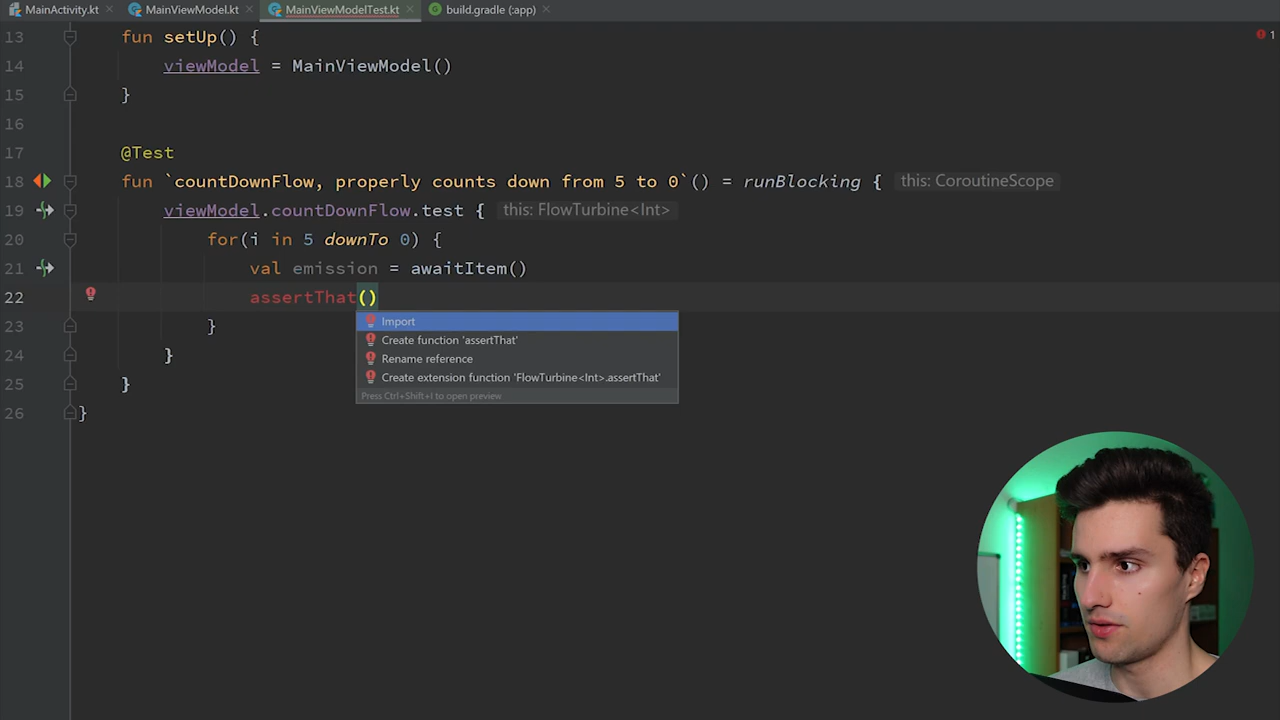 MainActivity.kt
MainViewModel.kt
MainViewModelTest.kt
build.gradle (:app)
1
13 fun setUp() {
14 viewModel = MainViewModel()
15 }
16
17 @Test
18 fun `countDownFlow, properly counts down from 5 to 0`() = runBlocking { this: CoroutineScope
19 viewModel.countDownFlow.test { this: FlowTurbine<Int>
20 for(i in 5 downTo 0) {
21 val emission = awaitItem()
22 assertThat()
Import
23 }
Create function 'assertThat'
24 }
Rename reference
Create extension function 'FlowTurbine<Int>.assertThat'
25 }
Press Ctrl+Shift+I to open preview
26 }